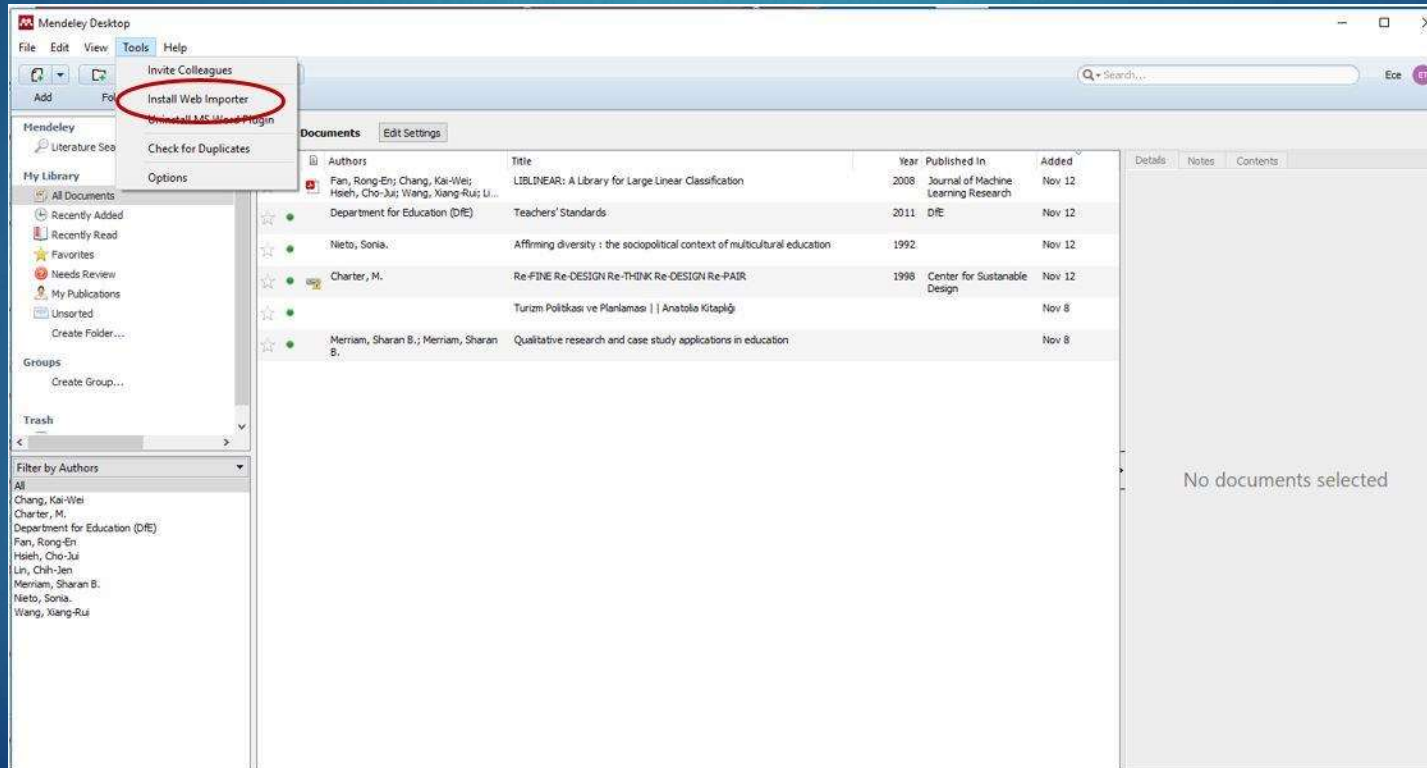 Mendeley Desktop
File Edit View Tools Help
Invite Colleagues
Install Web Importer
Uninstall MS Word Plugin
Check for Duplicates
Options
Add
Search...
Ece
Mendeley
My Library
All Documents
Recently Added
Recently Read
Favorites
Needs Review
My Publications
Unsorted
Create Folder...
Groups
Create Group...
Trash
Filter by Authors
All
Chang, Kai-Wei
Charter, M.
Department for Education (DfE)
Fan, Rong-En
Hsieh, Cho-Jui
Lin, Chih-Jen
Merriam, Sharan B.
Nieto, Sonia.
Wang, Xiang-Rui
Documents Edit Settings
Authors Title Year Published In Added
Fan, Rong-En; Chang, Kai-Wei; LIBLINEAR: A Library for Large Linear Classification 2008 Journal of Machine Nov 12
Hsieh, Cho-Jui; Wang, Xiang-Rui; Li... Learning Research
Department for Education (DfE) Teachers' Standards 2011 DfE Nov 12
Nieto, Sonia. Affirming diversity : the sociopolitical context of multicultural education 1992 Nov 12
Charter, M. Re-FINE Re-DESIGN Re-THINK Re-DESIGN Re-PAIR 1998 Center for Sustanable Nov 12
Design
Turizm Politikası ve Planlaması | | Anatolia Kitaplığı Nov 8
Merriam, Sharan B.; Merriam, Sharan Qualitative research and case study applications in education Nov 8
B.
Details Notes Contents
No documents selected